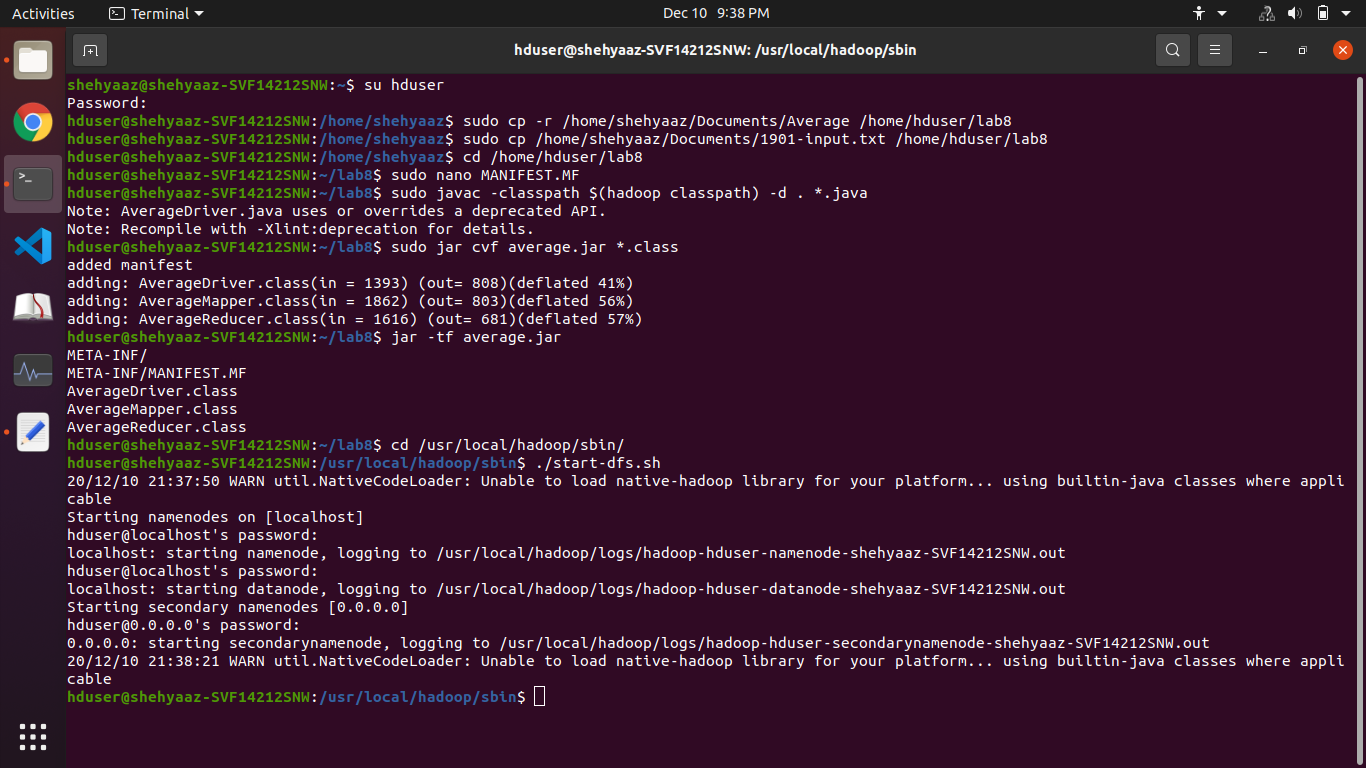 Activities
Terminal
Dec 10 9:38 PM
hduser@shehyaaz-SVF14212SNW: /usr/local/hadoop/sbin
shehyaaz@shehyaaz-SVF14212SNW:~$ su hduser
Password:
hduser@shehyaaz-SVF14212SNW:/home/shehyaaz$ sudo cp -r /home/shehyaaz/Documents/Average /home/hduser/lab8
hduser@shehyaaz-SVF14212SNW:/home/shehyaaz$ sudo cp /home/shehyaaz/Documents/1901-input.txt /home/hduser/lab8
hduser@shehyaaz-SVF14212SNW:/home/shehyaaz$ cd /home/hduser/lab8
hduser@shehyaaz-SVF14212SNW:~/lab8$ sudo nano MANIFEST.MF
hduser@shehyaaz-SVF14212SNW:~/lab8$ sudo javac -classpath $(hadoop classpath) -d . *.java
Note: AverageDriver.java uses or overrides a deprecated API.
Note: Recompile with -Xlint:deprecation for details.
hduser@shehyaaz-SVF14212SNW:~/lab8$ sudo jar cvf average.jar *.class
added manifest
adding: AverageDriver.class(in = 1393) (out= 808)(deflated 41%)
adding: AverageMapper.class(in = 1862) (out= 803)(deflated 56%)
adding: AverageReducer.class(in = 1616) (out= 681)(deflated 57%)
hduser@shehyaaz-SVF14212SNW:~/lab8$ jar -tf average.jar
META-INF/
META-INF/MANIFEST.MF
AverageDriver.class
AverageMapper.class
AverageReducer.class
hduser@shehyaaz-SVF14212SNW:~/lab8$ cd /usr/local/hadoop/sbin/
hduser@shehyaaz-SVF14212SNW:/usr/local/hadoop/sbin$ ./start-dfs.sh
20/12/10 21:37:50 WARN util.NativeCodeLoader: Unable to load native-hadoop library for your platform... using builtin-java classes where appli
cable
Starting namenodes on [localhost]
hduser@localhost's password:
localhost: starting namenode, logging to /usr/local/hadoop/logs/hadoop-hduser-namenode-shehyaaz-SVF14212SNW.out
hduser@localhost's password:
localhost: starting datanode, logging to /usr/local/hadoop/logs/hadoop-hduser-datanode-shehyaaz-SVF14212SNW.out
Starting secondary namenodes [0.0.0.0]
hduser@0.0.0.0's password:
0.0.0.0: starting secondarynamenode, logging to /usr/local/hadoop/logs/hadoop-hduser-secondarynamenode-shehyaaz-SVF14212SNW.out
20/12/10 21:38:21 WARN util.NativeCodeLoader: Unable to load native-hadoop library for your platform... using builtin-java classes where appli
cable
hduser@shehyaaz-SVF14212SNW:/usr/local/hadoop/sbin$